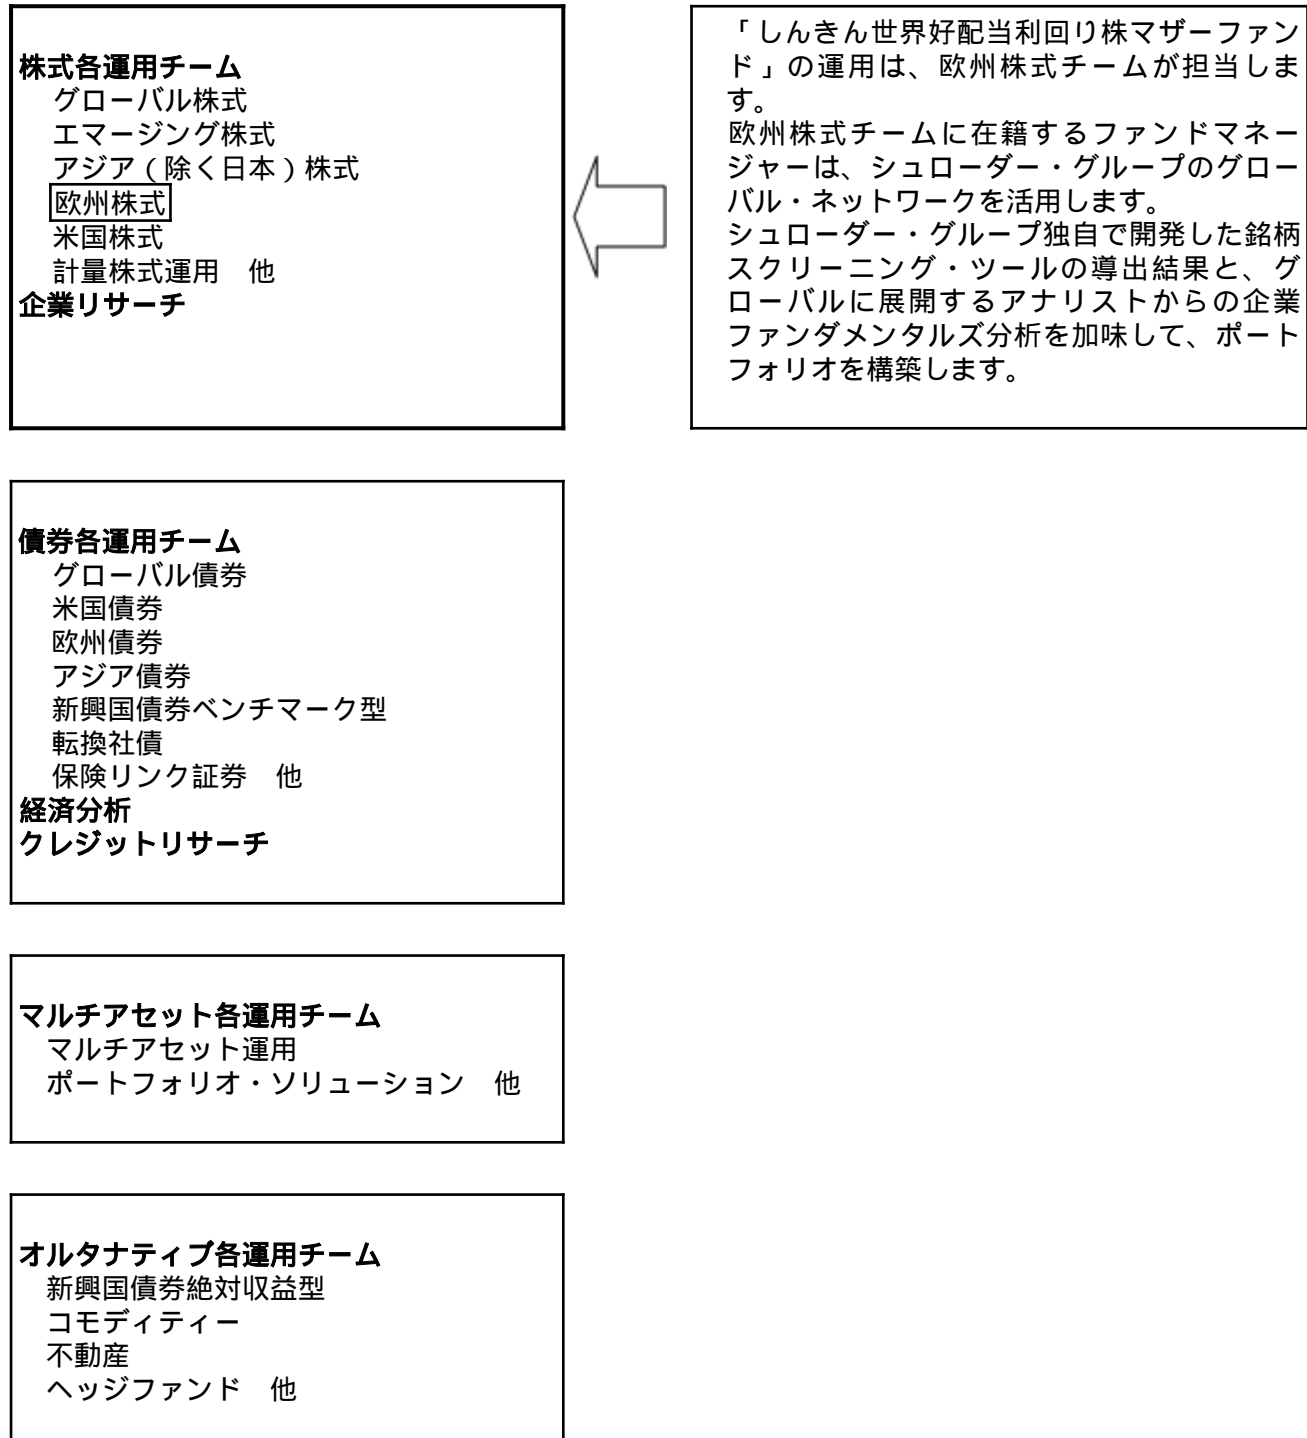 株式各運用チーム
グローバル株式
エマージング株式
アジア（除く日本）株式
欧州株式
米国株式
計量株式運用　他
企業リサーチ
「しんきん世界好配当利回り株マザーファン
ド」の運用は、欧州株式チームが担当しま
す。
欧州株式チームに在籍するファンドマネー
ジャーは、シュローダー・グループのグロー
バル・ネットワークを活用します。
シュローダー・グループ独自で開発した銘柄
スクリーニング・ツールの導出結果と、グ
ローバルに展開するアナリストからの企業
ファンダメンタルズ分析を加味して、ポート
フォリオを構築します。
債券各運用チーム
グローバル債券
米国債券
欧州債券
アジア債券
新興国債券ベンチマーク型
転換社債
保険リンク証券　他
経済分析
クレジットリサーチ
マルチアセット各運用チーム
マルチアセット運用
ポートフォリオ・ソリューション　他
オルタナティブ各運用チーム
新興国債券絶対収益型
コモディティー
不動産
ヘッジファンド　他